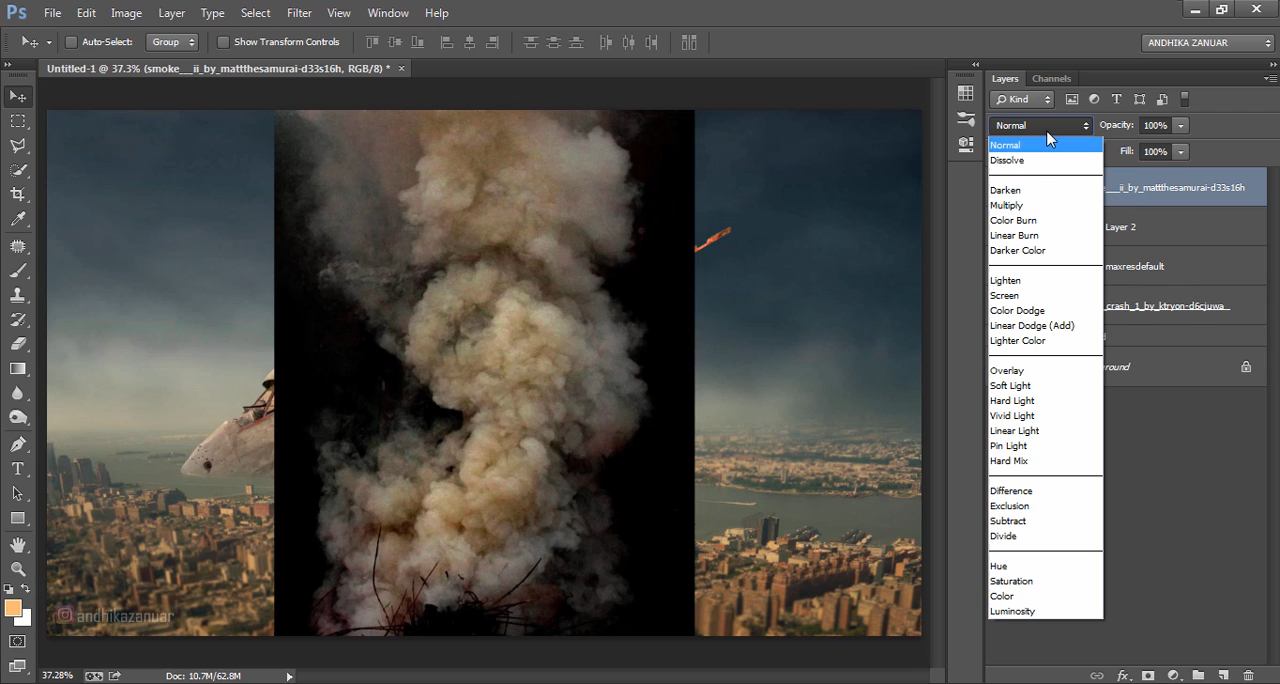 Ps File Edit Image Layer Type Select Filter View Window Help
Auto-Select: Group Show Transform Controls ANDHIKA ZANUAR
Untitled-1 @ 37.3% (smoke___ii_by_mattthesamurai-d33s16h, RGB/8) * ×
Layers Channels
Kind
Normal Opacity: 100%
Normal Fill: 100%
Dissolve
___ii_by_mattthesamurai-d33s16h
Darken
Multiply
Color Burn
Layer 2
Linear Burn
Darker Color
maxresdefault
Lighten
Screen
_crash_1_by_ktryon-d6cjuwa_
Color Dodge
Linear Dodge (Add)
Lighter Color
round
Overlay
Soft Light
Hard Light
Vivid Light
Linear Light
Pin Light
Hard Mix
Difference
Exclusion
Subtract
Divide
Hue
Saturation
Color
Luminosity
andhikazanuar
37.28% Doc: 10.7M/62.8M
fx